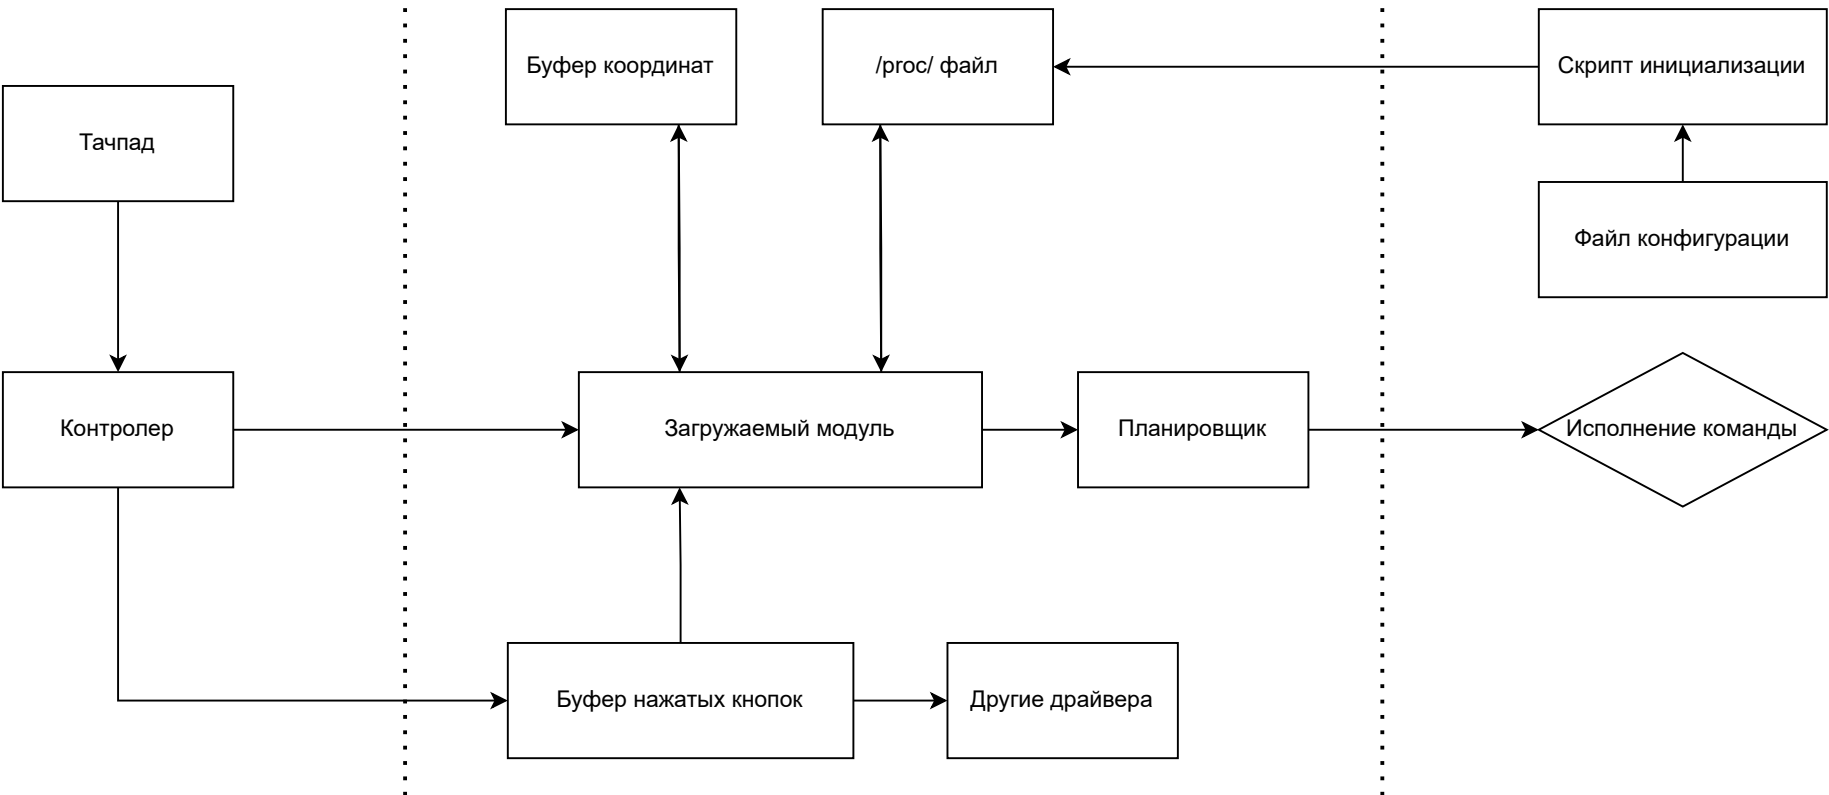 Буфер координат
/proc/ файл
Скрипт инициализации
Тачпад
Файл конфигурации
Контролер
Загружаемый модуль
Планировщик
Исполнение команды
Буфер нажатых кнопок
Другие драйвера